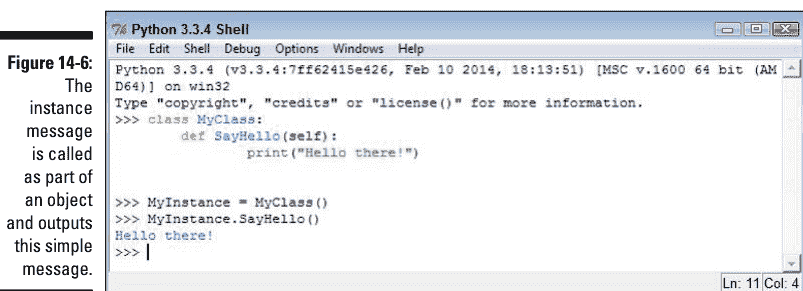 Figure 14-6:
The
instance
message
is called
as part of
an object
and outputs
this simple
message.
Python 3.3.4 Shell
File Edit Shell Debug Options Windows Help
Python 3.3.4 (v3.3.4:7ff62415e426, Feb 10 2014, 18:13:51) [MSC v.1600 64 bit (AM
D64)] on win32
Type "copyright", "credits" or "license()" for more information.
>>> class MyClass:
        def SayHello(self):
                print("Hello there!")
>>> MyInstance = MyClass()
>>> MyInstance.SayHello()
Hello there!
>>>
Ln: 11 Col: 4